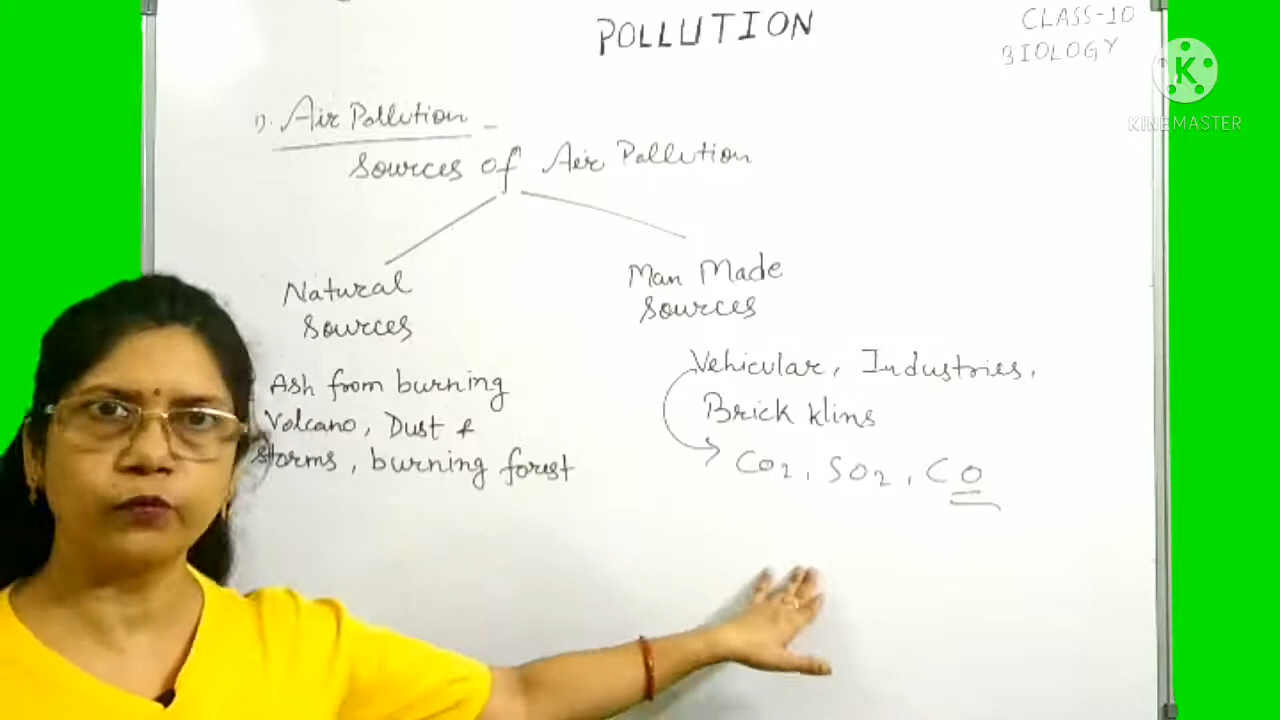 POLLUTION
CLASS-10
BIOLOGY
KINEMASTER
1). Air Pollution -
Sources of Air Pollution
Natural
Sources
Man Made
Sources
Ash from burning
Volcano, Dust &
storms, burning forest
Vehicular, Industries,
Brick klins
CO2, SO2, CO